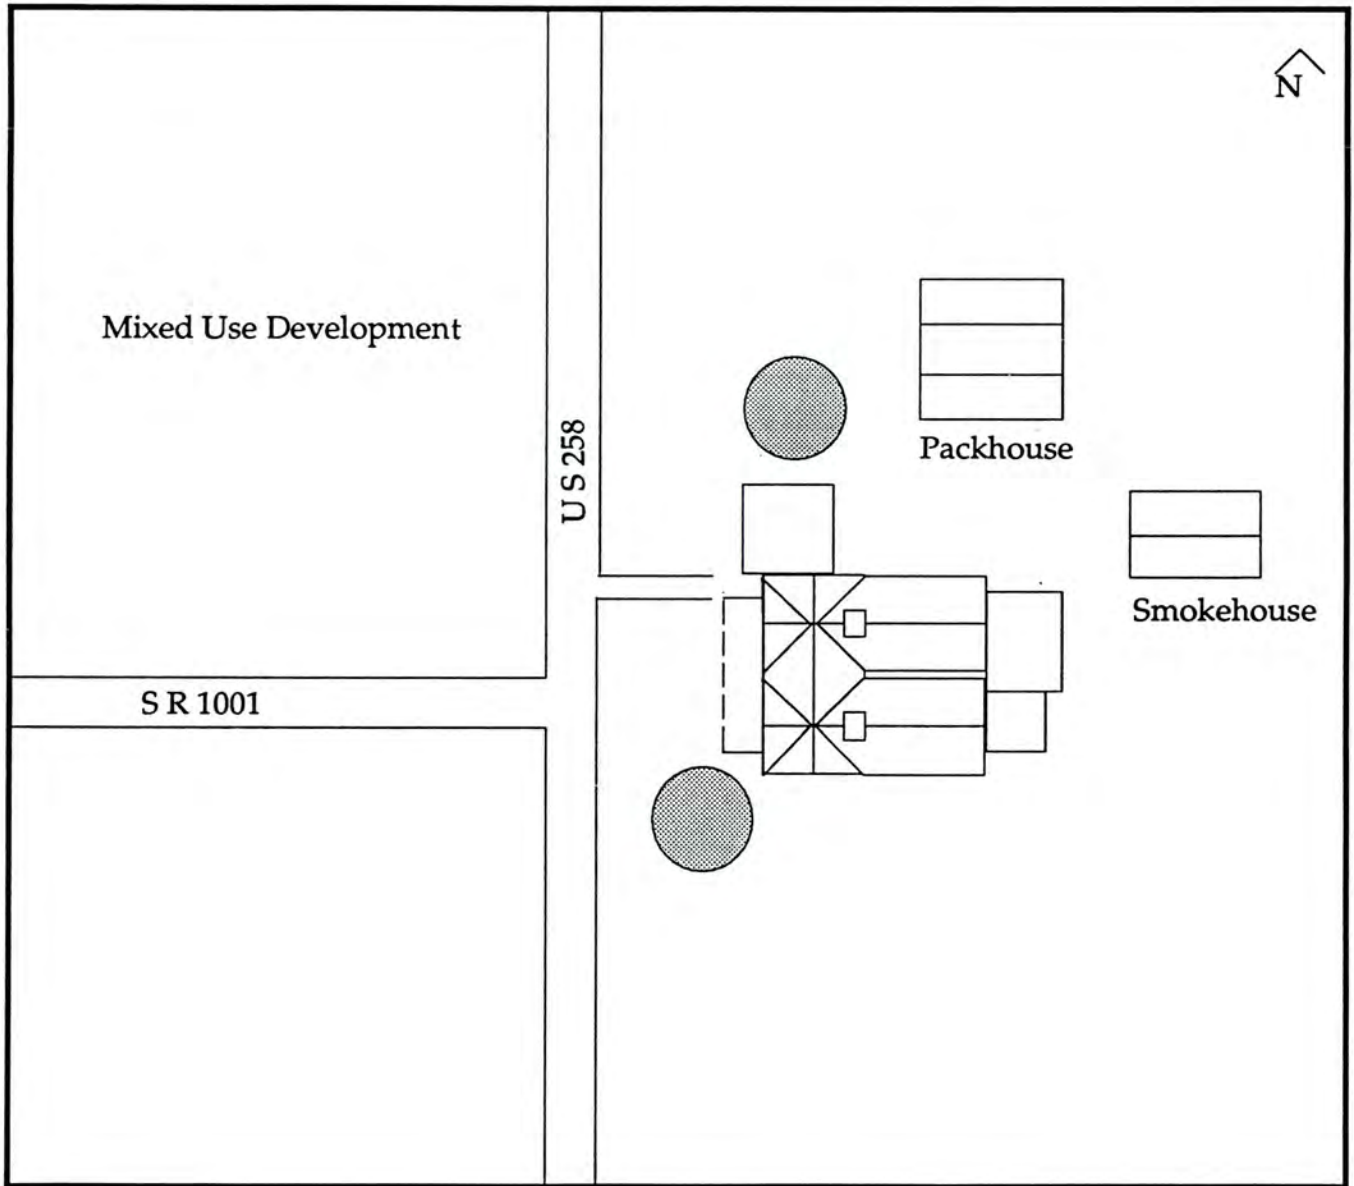 N
Mixed Use Development
U S 258
Packhouse
Smokehouse
S R 1001